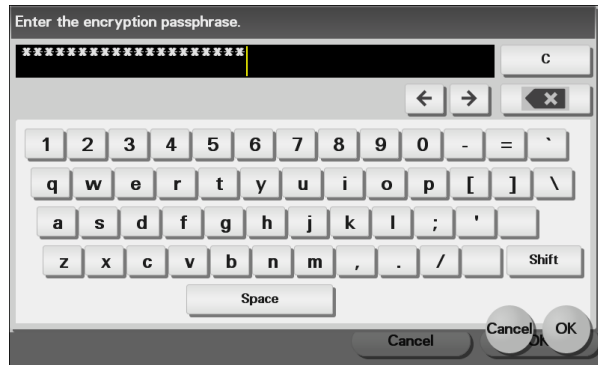 Enter the encryption passphrase.
********************
C
← →
1 2 3 4 5 6 7 8 9 0 - = `
q w e r t y u i o p [ ] \
a s d f g h j k l ; '
z x c v b n m , . / Shift
Space
Cancel OK
Cancel